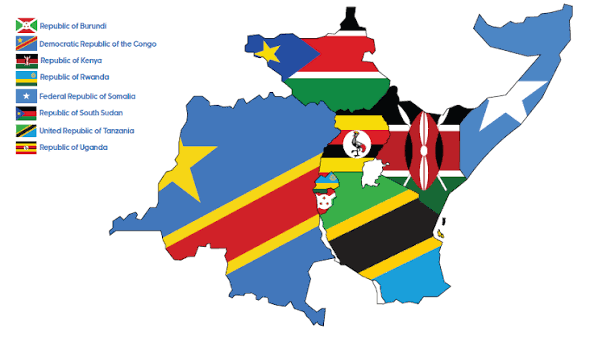 Republic of Burundi
Democratic Republic of the Congo
Republic of Kenya
Republic of Rwanda
Federal Republic of Somalia
Republic of South Sudan
United Republic of Tanzania
Republic of Uganda